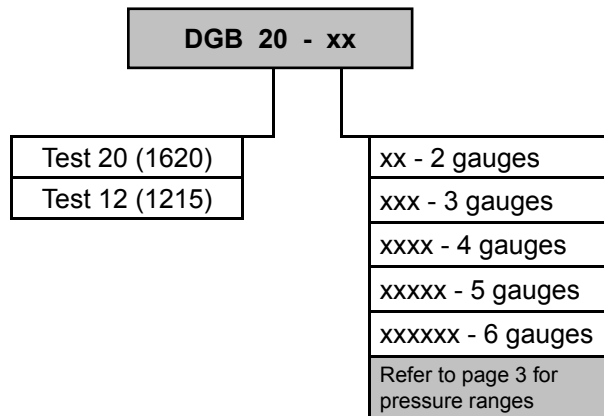 DGB 20 - xx
Test 20 (1620)
Test 12 (1215)
xx - 2 gauges
xxx - 3 gauges
xxxx - 4 gauges
xxxxx - 5 gauges
xxxxxx - 6 gauges
Refer to page 3 for
pressure ranges